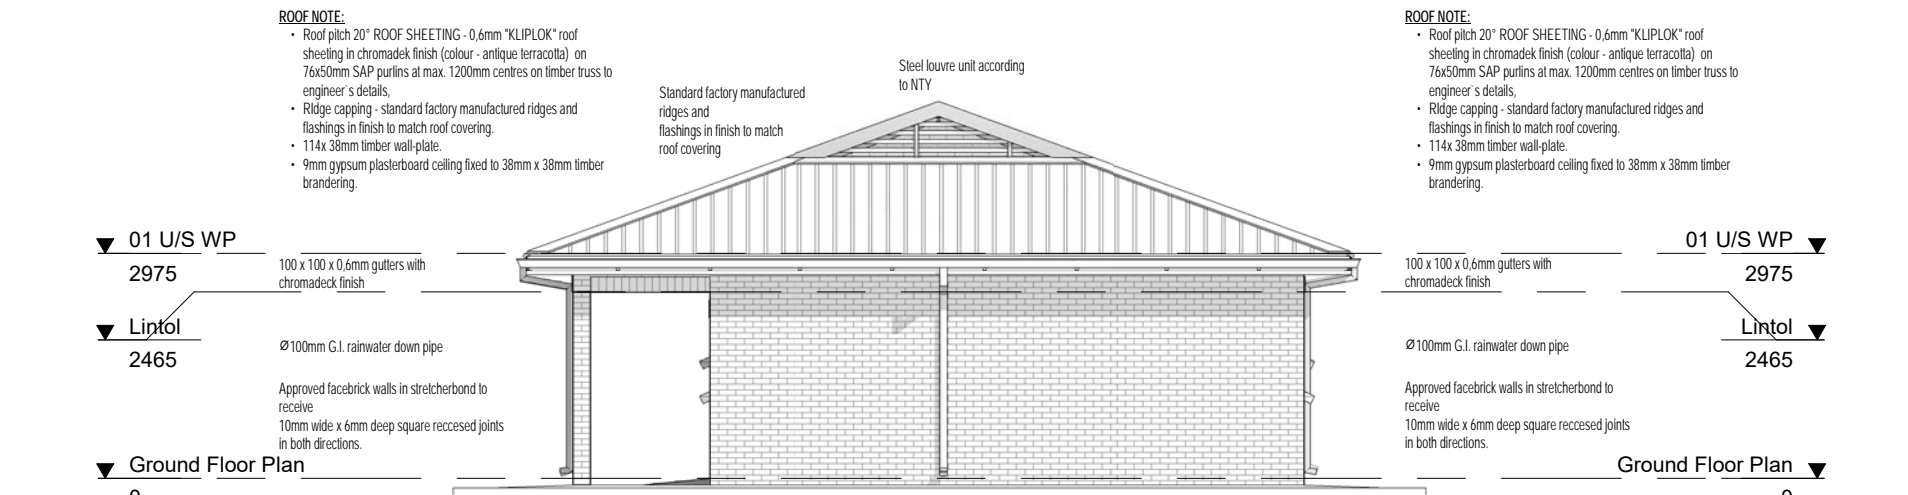 ROOF NOTE:
• Roof pitch 20° ROOF SHEETING - 0,6mm "KLIPLOK" roof
sheeting in chromadek finish (colour - antique terracotta) on
76x50mm SAP purlins at max. 1200mm centres on timber truss to
engineer`s details,
• RIdge capping - standard factory manufactured ridges and
flashings in finish to match roof covering.
• 114x 38mm timber wall-plate.
• 9mm gypsum plasterboard ceiling fixed to 38mm x 38mm timber
brandering.
Standard factory manufactured
ridges and
flashings in finish to match
roof covering
Steel louvre unit according
to NTY
ROOF NOTE:
• Roof pitch 20° ROOF SHEETING - 0,6mm "KLIPLOK" roof
sheeting in chromadek finish (colour - antique terracotta) on
76x50mm SAP purlins at max. 1200mm centres on timber truss to
engineer`s details,
• RIdge capping - standard factory manufactured ridges and
flashings in finish to match roof covering.
• 114x 38mm timber wall-plate.
• 9mm gypsum plasterboard ceiling fixed to 38mm x 38mm timber
brandering.
01 U/S WP
2975
100 x 100 x 0,6mm gutters with
chromadeck finish
Lintol
2465
Ø100mm G.I. rainwater down pipe
Approved facebrick walls in stretcherbond to
receive
10mm wide x 6mm deep square reccesed joints
in both directions.
Ground Floor Plan
0
01 U/S WP
2975
100 x 100 x 0,6mm gutters with
chromadeck finish
Lintol
2465
Ø100mm G.I. rainwater down pipe
Approved facebrick walls in stretcherbond to
receive
10mm wide x 6mm deep square reccesed joints
in both directions.
Ground Floor Plan
0